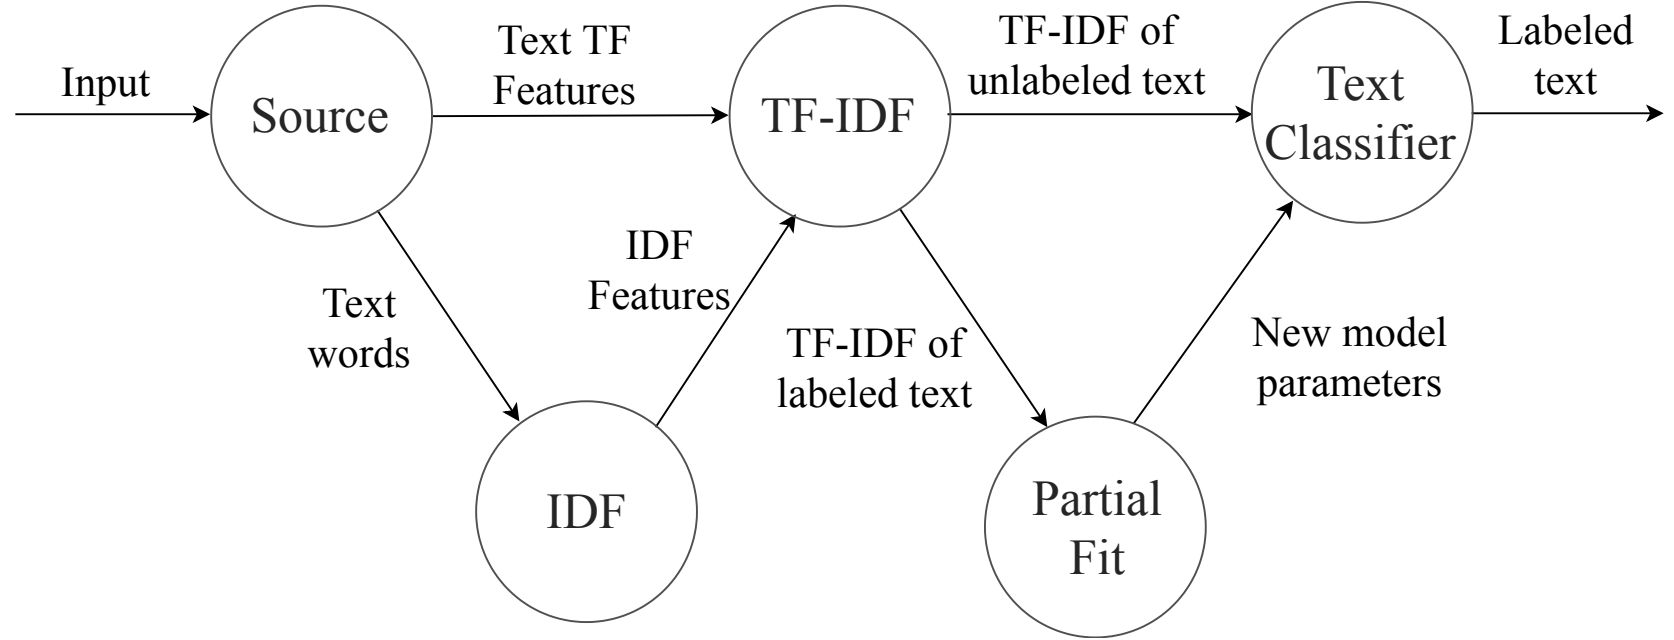 Input
Source
Text TF
Features
TF-IDF
TF-IDF of
unlabeled text
Text
Classifier
Labeled
text
Text
words
IDF
Features
TF-IDF of
labeled text
New model
parameters
IDF
Partial
Fit